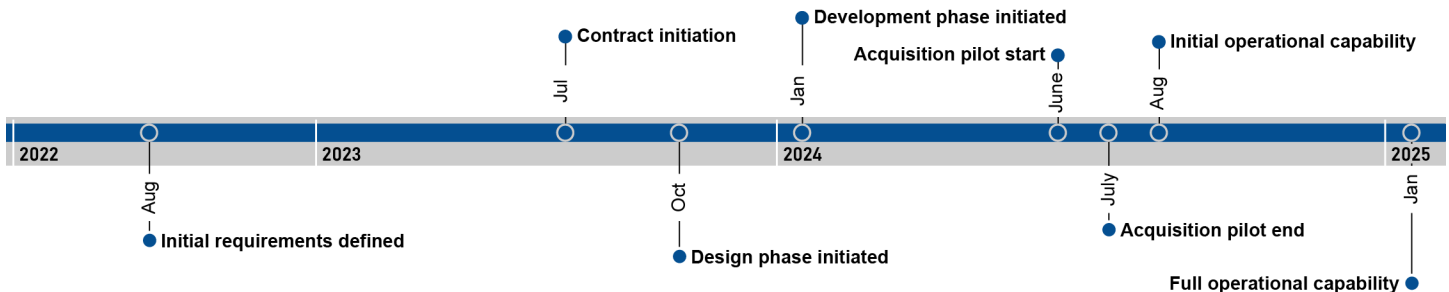 Development phase initiated
Contract initiation
Acquisition pilot start
Initial operational capability
Jul
Jan
June
Aug
2022
2023
2024
2025
Aug
Oct
July
Jan
Initial requirements defined
Acquisition pilot end
Design phase initiated
Full operational capability